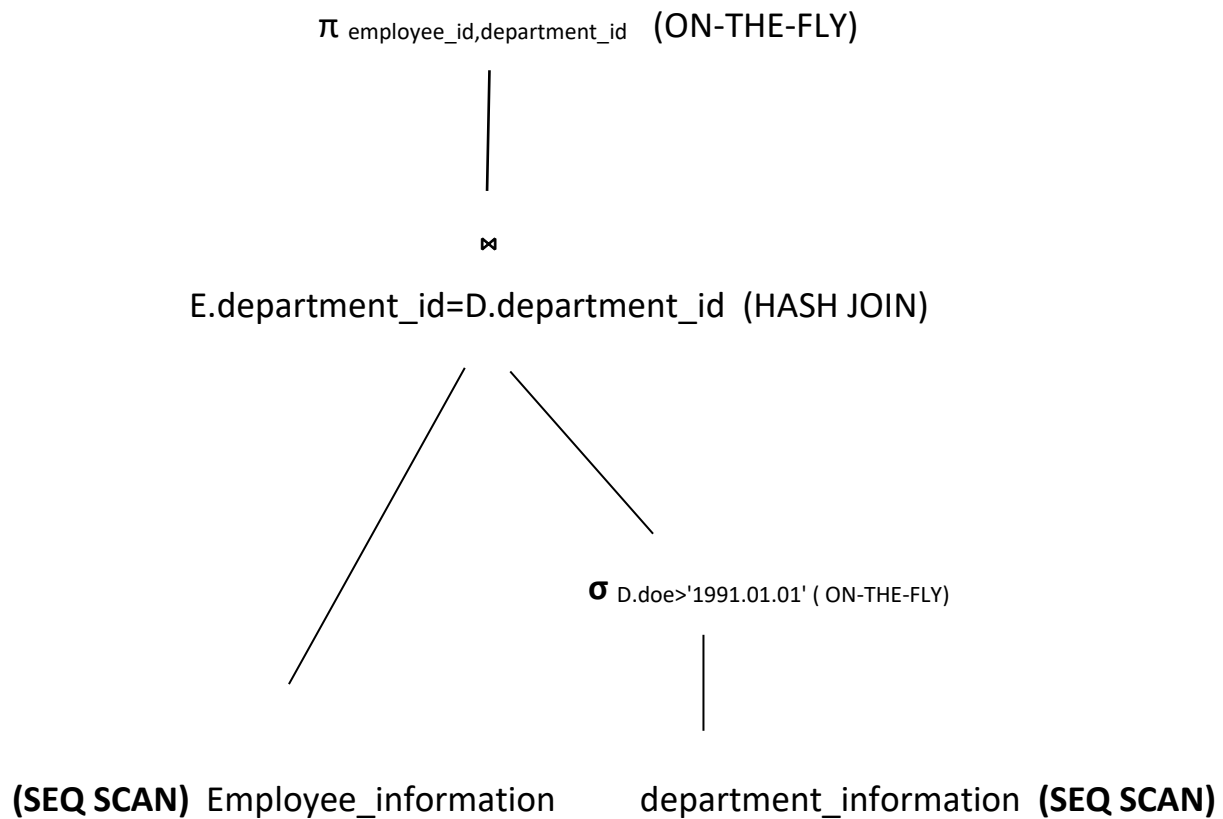 π employee_id,department_id (ON-THE-FLY)
⋈
E.department_id=D.department_id (HASH JOIN)
σ D.doe>'1991.01.01' ( ON-THE-FLY)
(SEQ SCAN) Employee_information department_information (SEQ SCAN)